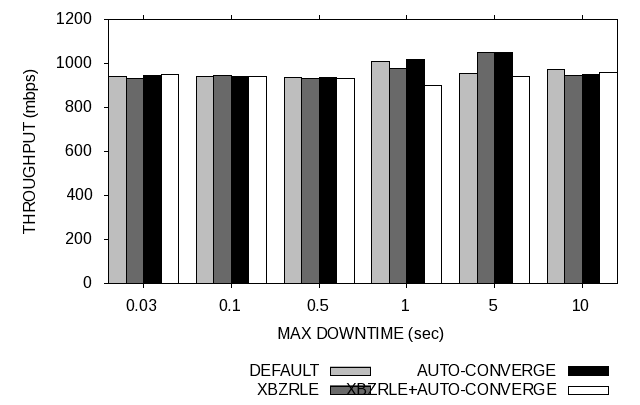 1200
1000
800
600
400
200
0
THROUGHPUT (mbps)
0.03 0.1 0.5 1 5 10
MAX DOWNTIME (sec)
DEFAULT AUTO-CONVERGE
XBZRLE XBZRLE+AUTO-CONVERGE